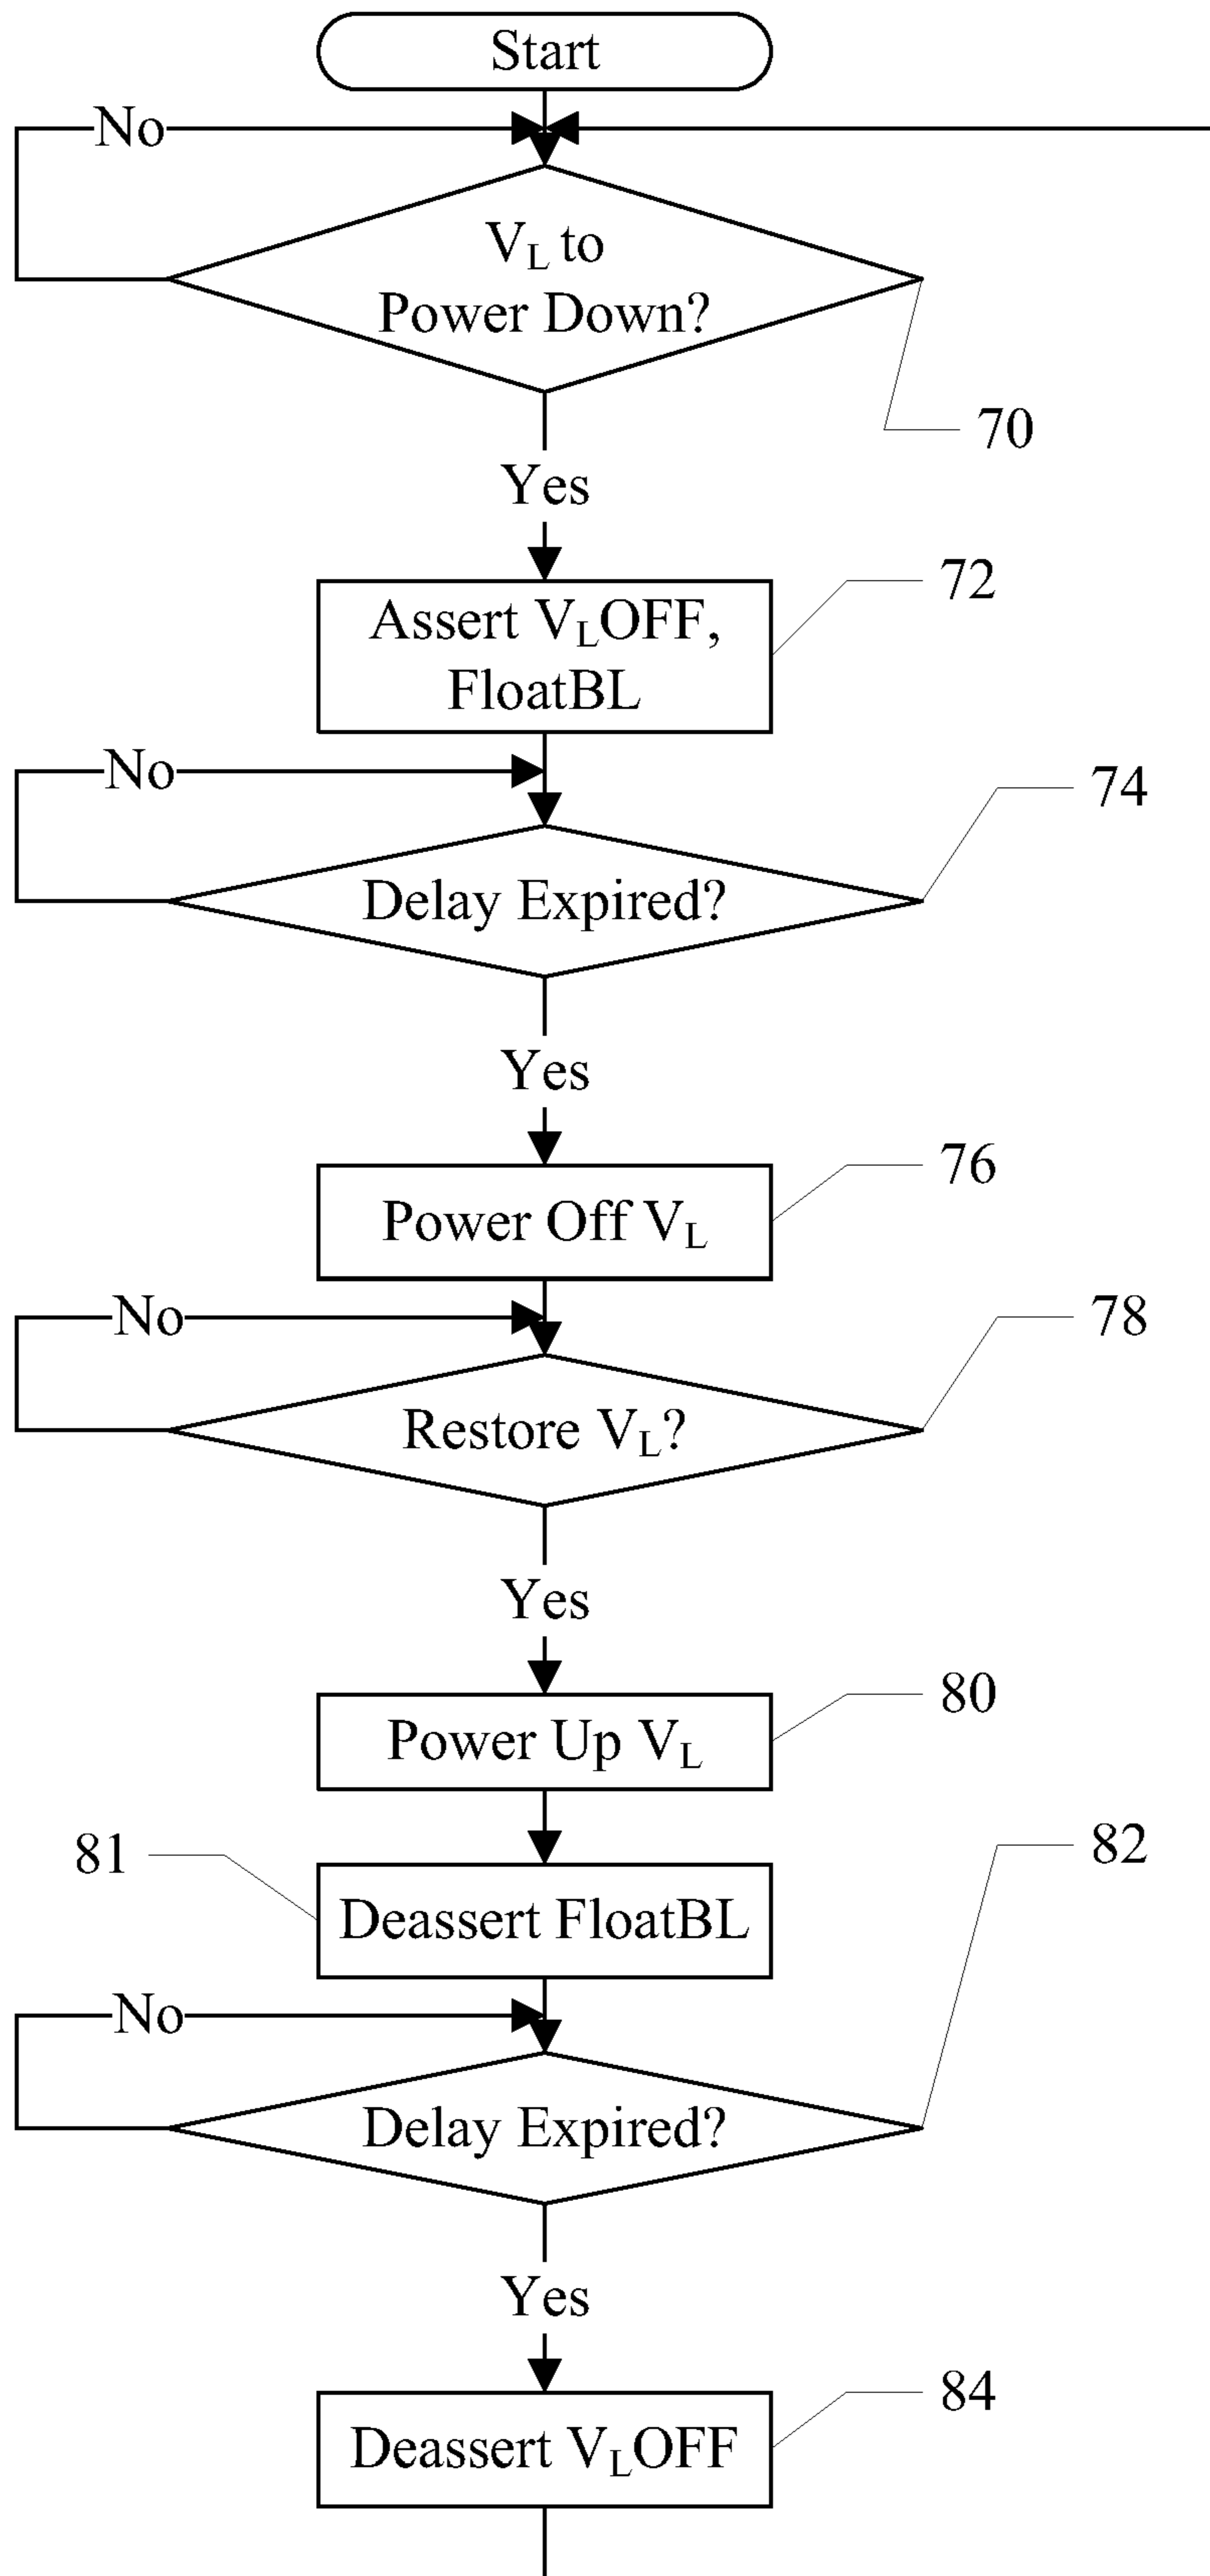 Start
No
V_L to
Power Down?
70
Yes
72
Assert V_LOFF,
FloatBL
No
74
Delay Expired?
Yes
76
Power Off V_L
No
78
Restore V_L?
Yes
80
Power Up V_L
81
82
Deassert FloatBL
No
Delay Expired?
Yes
84
Deassert V_LOFF